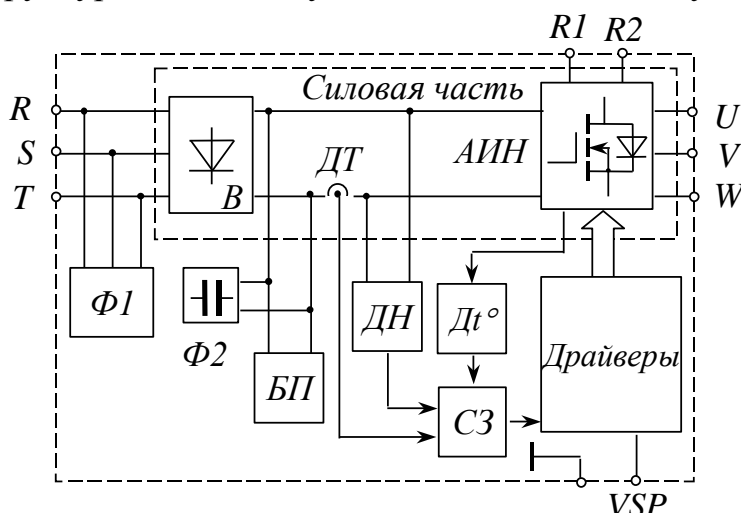 R1 R2
Силовая часть
R
S
T
U
V
W
АИН
ДТ
В
Ф1
Ф2
БП
ДН
Дt°
Драйверы
СЗ
VSP